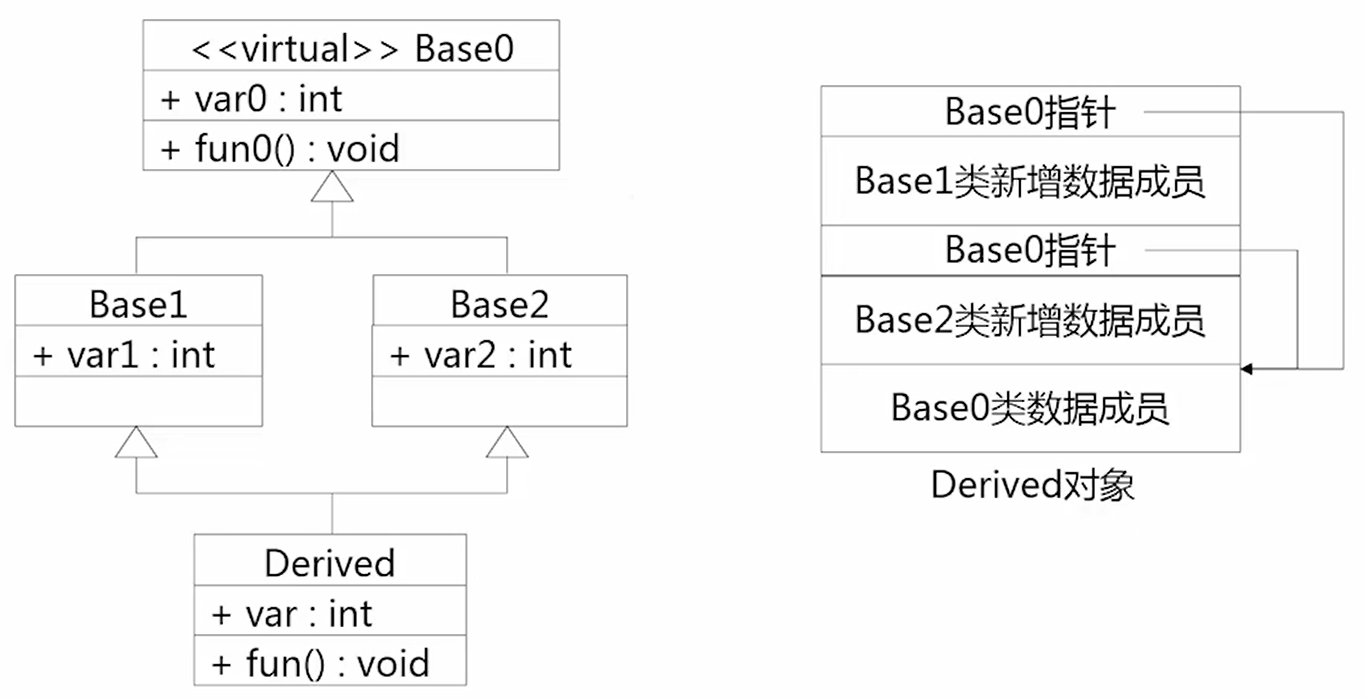 <<virtual>> Base0
+ var0 : int
+ fun0() : void
Base1
+ var1 : int
Base2
+ var2 : int
Derived
+ var : int
+ fun() : void
Base0指针
Base1类新增数据成员
Base0指针
Base2类新增数据成员
Base0类数据成员
Derived对象